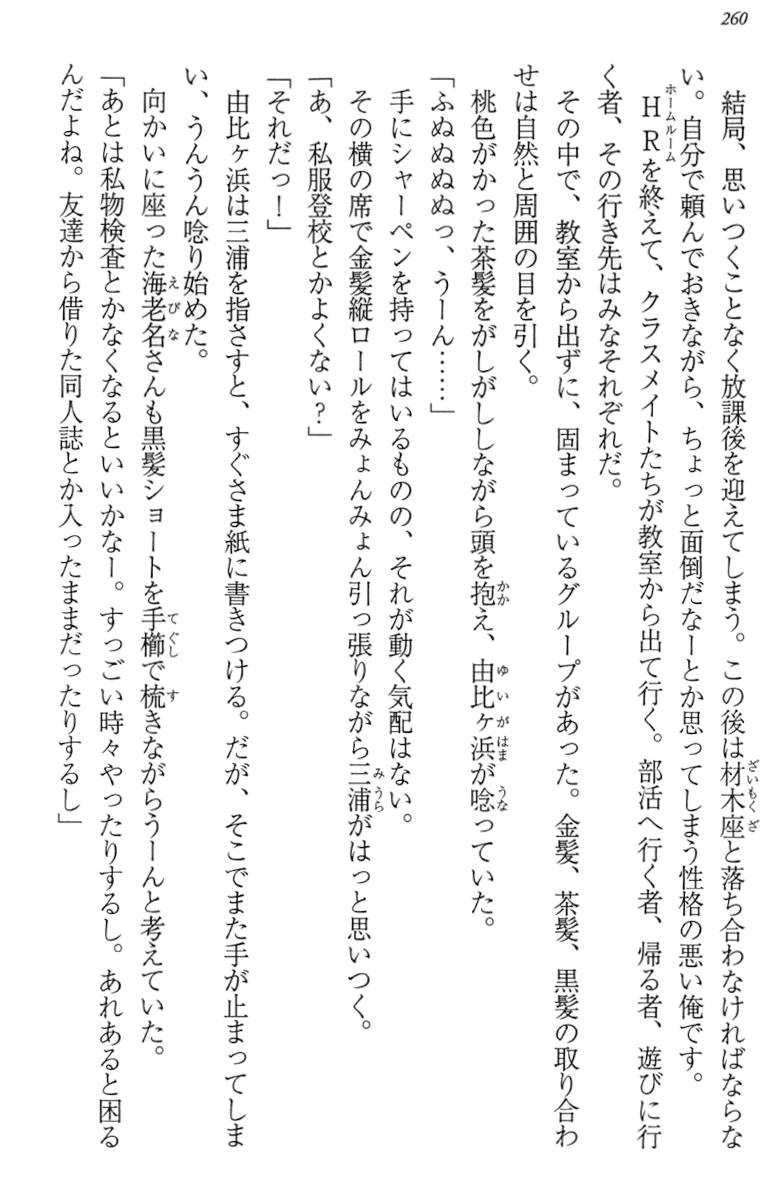 260
結局、思いつくことなく放課後を迎えてしまう。この後は材木座と落ち合わなければならな
い。自分で頼んでおきながら、ちょっと面倒だなーとか思ってしまう性格の悪い俺です。
HRを終えて、クラスメイトたちが教室から出て行く。部活へ行く者、帰る者、遊びに行
く者、その行き先はみなそれぞれだ。
その中で、教室から出ずに、固まっているグループがあった。金髪、茶髪、黒髪の取り合わ
せは自然と周囲の目を引く。
桃色がかった茶髪をがしがししながら頭を抱え、由比ヶ浜が唸っていた。
「ふぬぬぬぬっ、うーん……」
手にシャーペンを持ってはいるものの、それが動く気配はない。
その横の席で金髪縦ロールをみょんみょん引っ張りながら三浦がはっと思いつく。
「あ、私服登校とかよくない?」
「それだっ!」
由比ヶ浜は三浦を指さすと、すぐさま紙に書きつける。だが、そこでまた手が止まってしま
い、うんうん唸り始めた。
向かいに座った海老名さんも黒髪ショートを手櫛で梳きながらうーんと考えていた。
「あとは私物検査とかなくなるといいかなー。すっごい時々やったりするし。あれあると困る
んだよね。友達から借りた同人誌とか入ったままだったりするし」